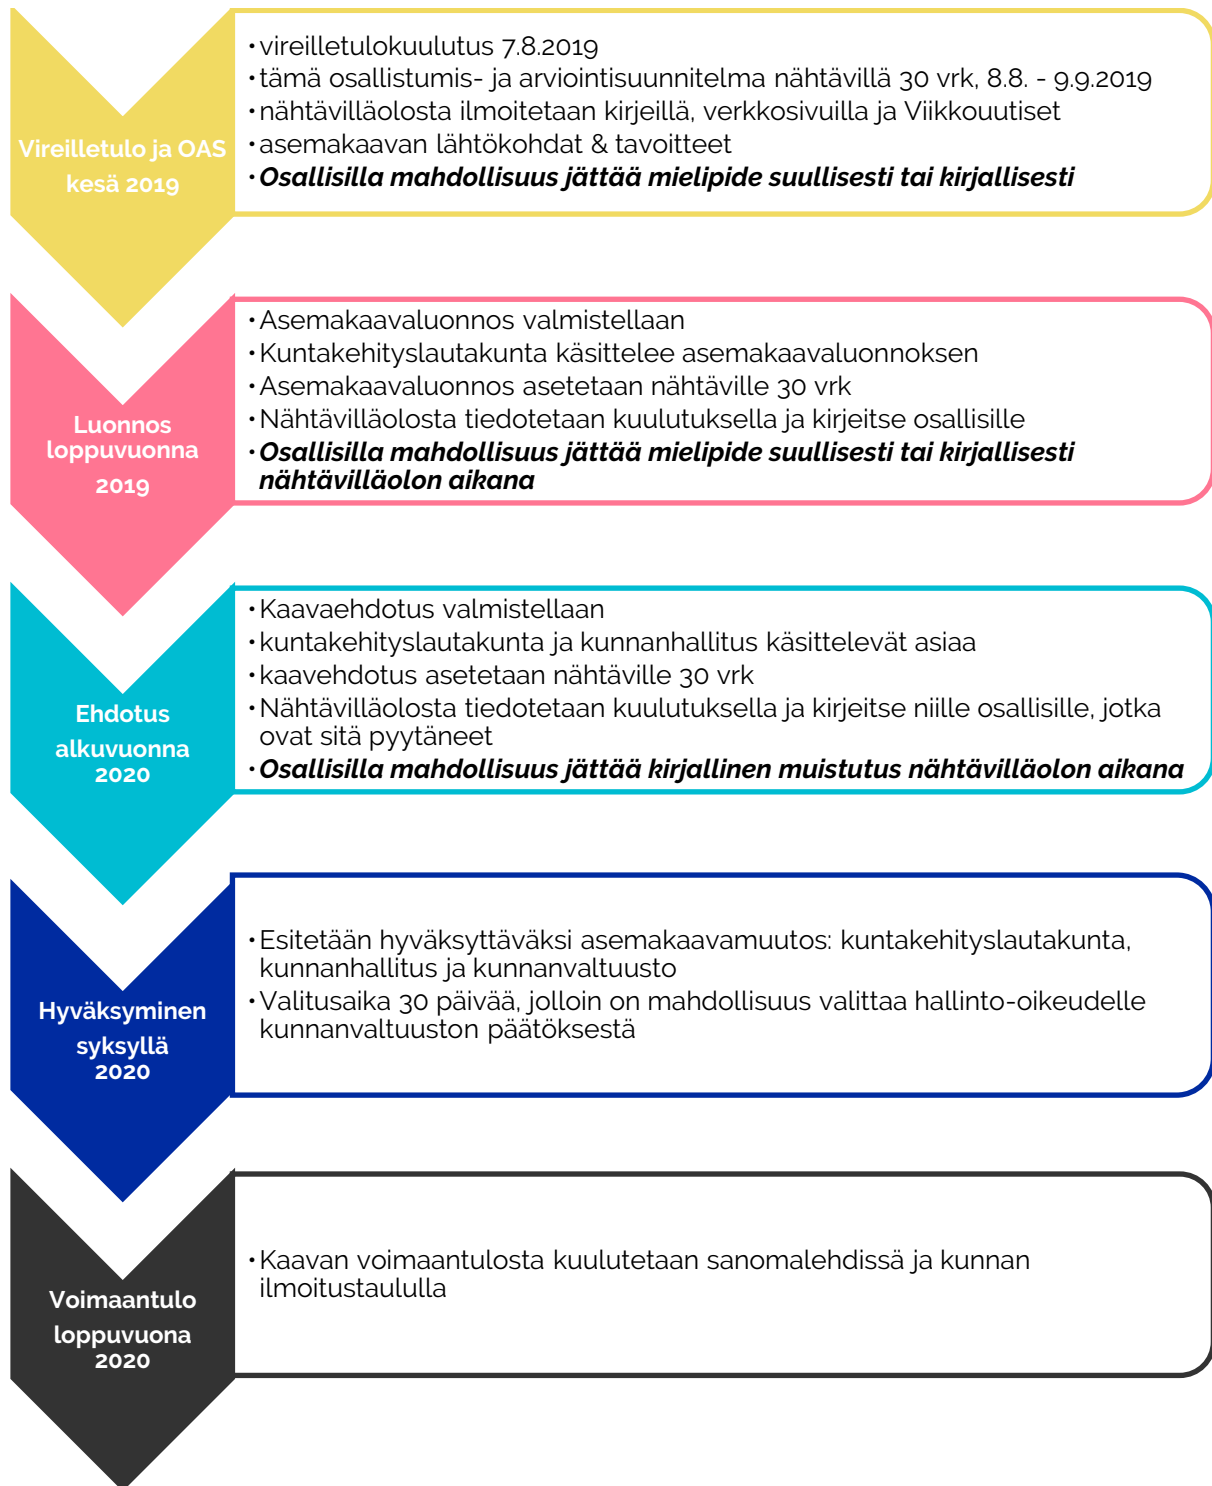 Vireilletulo ja OAS
kesä 2019
•vireilletulokuulutus 7.8.2019
•tämä osallistumis- ja arviointisuunnitelma nähtävillä 30 vrk, 8.8. - 9.9.2019
•nähtävilläolosta ilmoitetaan kirjeillä, verkkosivuilla ja Viikkouutiset
•asemakaavan lähtökohdat & tavoitteet
•Osallisilla mahdollisuus jättää mielipide suullisesti tai kirjallisesti
Luonnos
loppuvuonna
2019
•Asemakaavaluonnos valmistellaan
•Kuntakehityslautakunta käsittelee asemakaavaluonnoksen
•Asemakaavaluonnos asetetaan nähtäville 30 vrk
•Nähtävilläolosta tiedotetaan kuulutuksella ja kirjeitse osallisille
•Osallisilla mahdollisuus jättää mielipide suullisesti tai kirjallisesti
nähtävilläolon aikana
Ehdotus
alkuvuonna
2020
•Kaavaehdotus valmistellaan
•kuntakehityslautakunta ja kunnanhallitus käsittelevät asiaa
•kaavehdotus asetetaan nähtäville 30 vrk
•Nähtävilläolosta tiedotetaan kuulutuksella ja kirjeitse niille osallisille, jotka
ovat sitä pyytäneet
•Osallisilla mahdollisuus jättää kirjallinen muistutus nähtävilläolon aikana
Hyväksyminen
syksyllä
2020
•Esitetään hyväksyttäväksi asemakaavamuutos: kuntakehityslautakunta,
kunnanhallitus ja kunnanvaltuusto
•Valitusaika 30 päivää, jolloin on mahdollisuus valittaa hallinto-oikeudelle
kunnanvaltuuston päätöksestä
Voimaantulo
loppuvuona
2020
•Kaavan voimaantulosta kuulutetaan sanomalehdissä ja kunnan
ilmoitustaululla